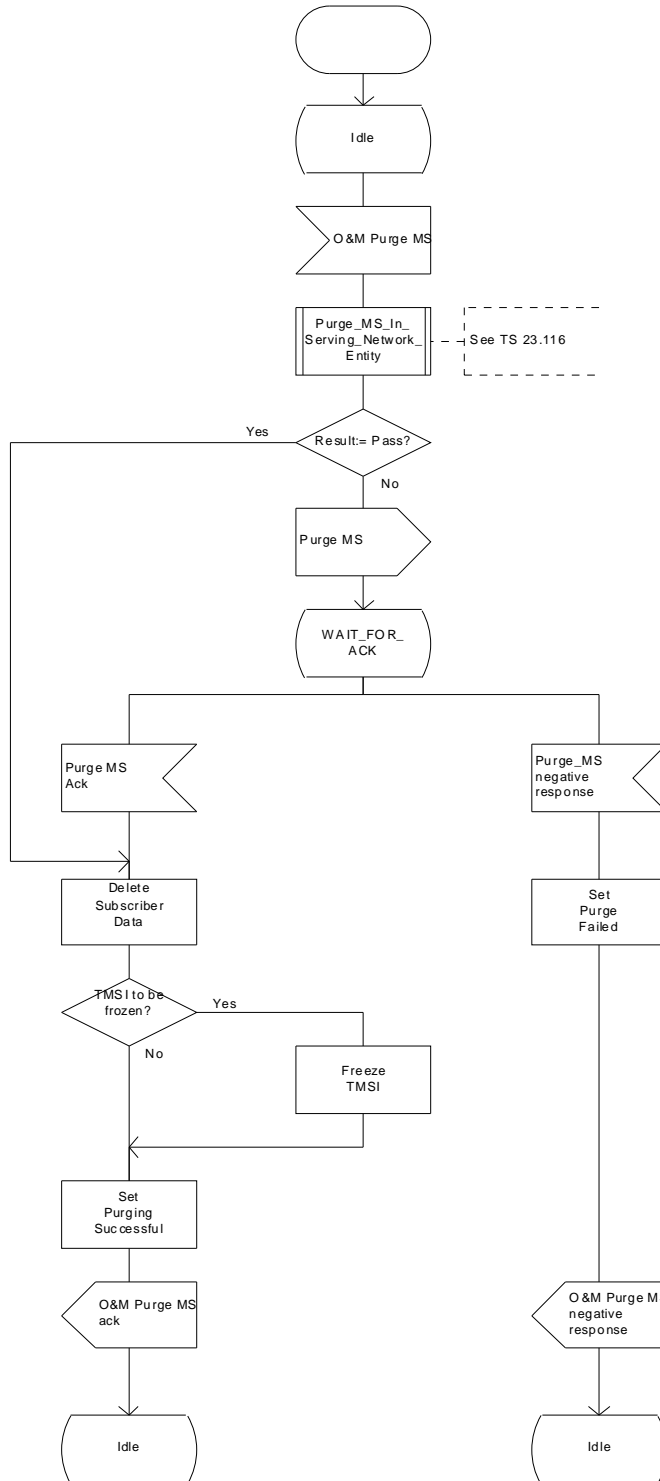 Idle
O&M Purge MS
Purge_MS_In_
Serving_Network_
Entity
See TS 23.116
Yes
Result:= Pass?
No
Purge MS
WAIT_FOR_
ACK
Purge MS
Ack
Purge_MS
negative
response
Delete
Subscriber
Data
Set
Purge
Failed
TMSI to be
frozen?
Yes
No
Freeze
TMSI
Set
Purging
Successful
O&M Purge MS
ack
O&M Purge M
negative
response
Idle
Idle